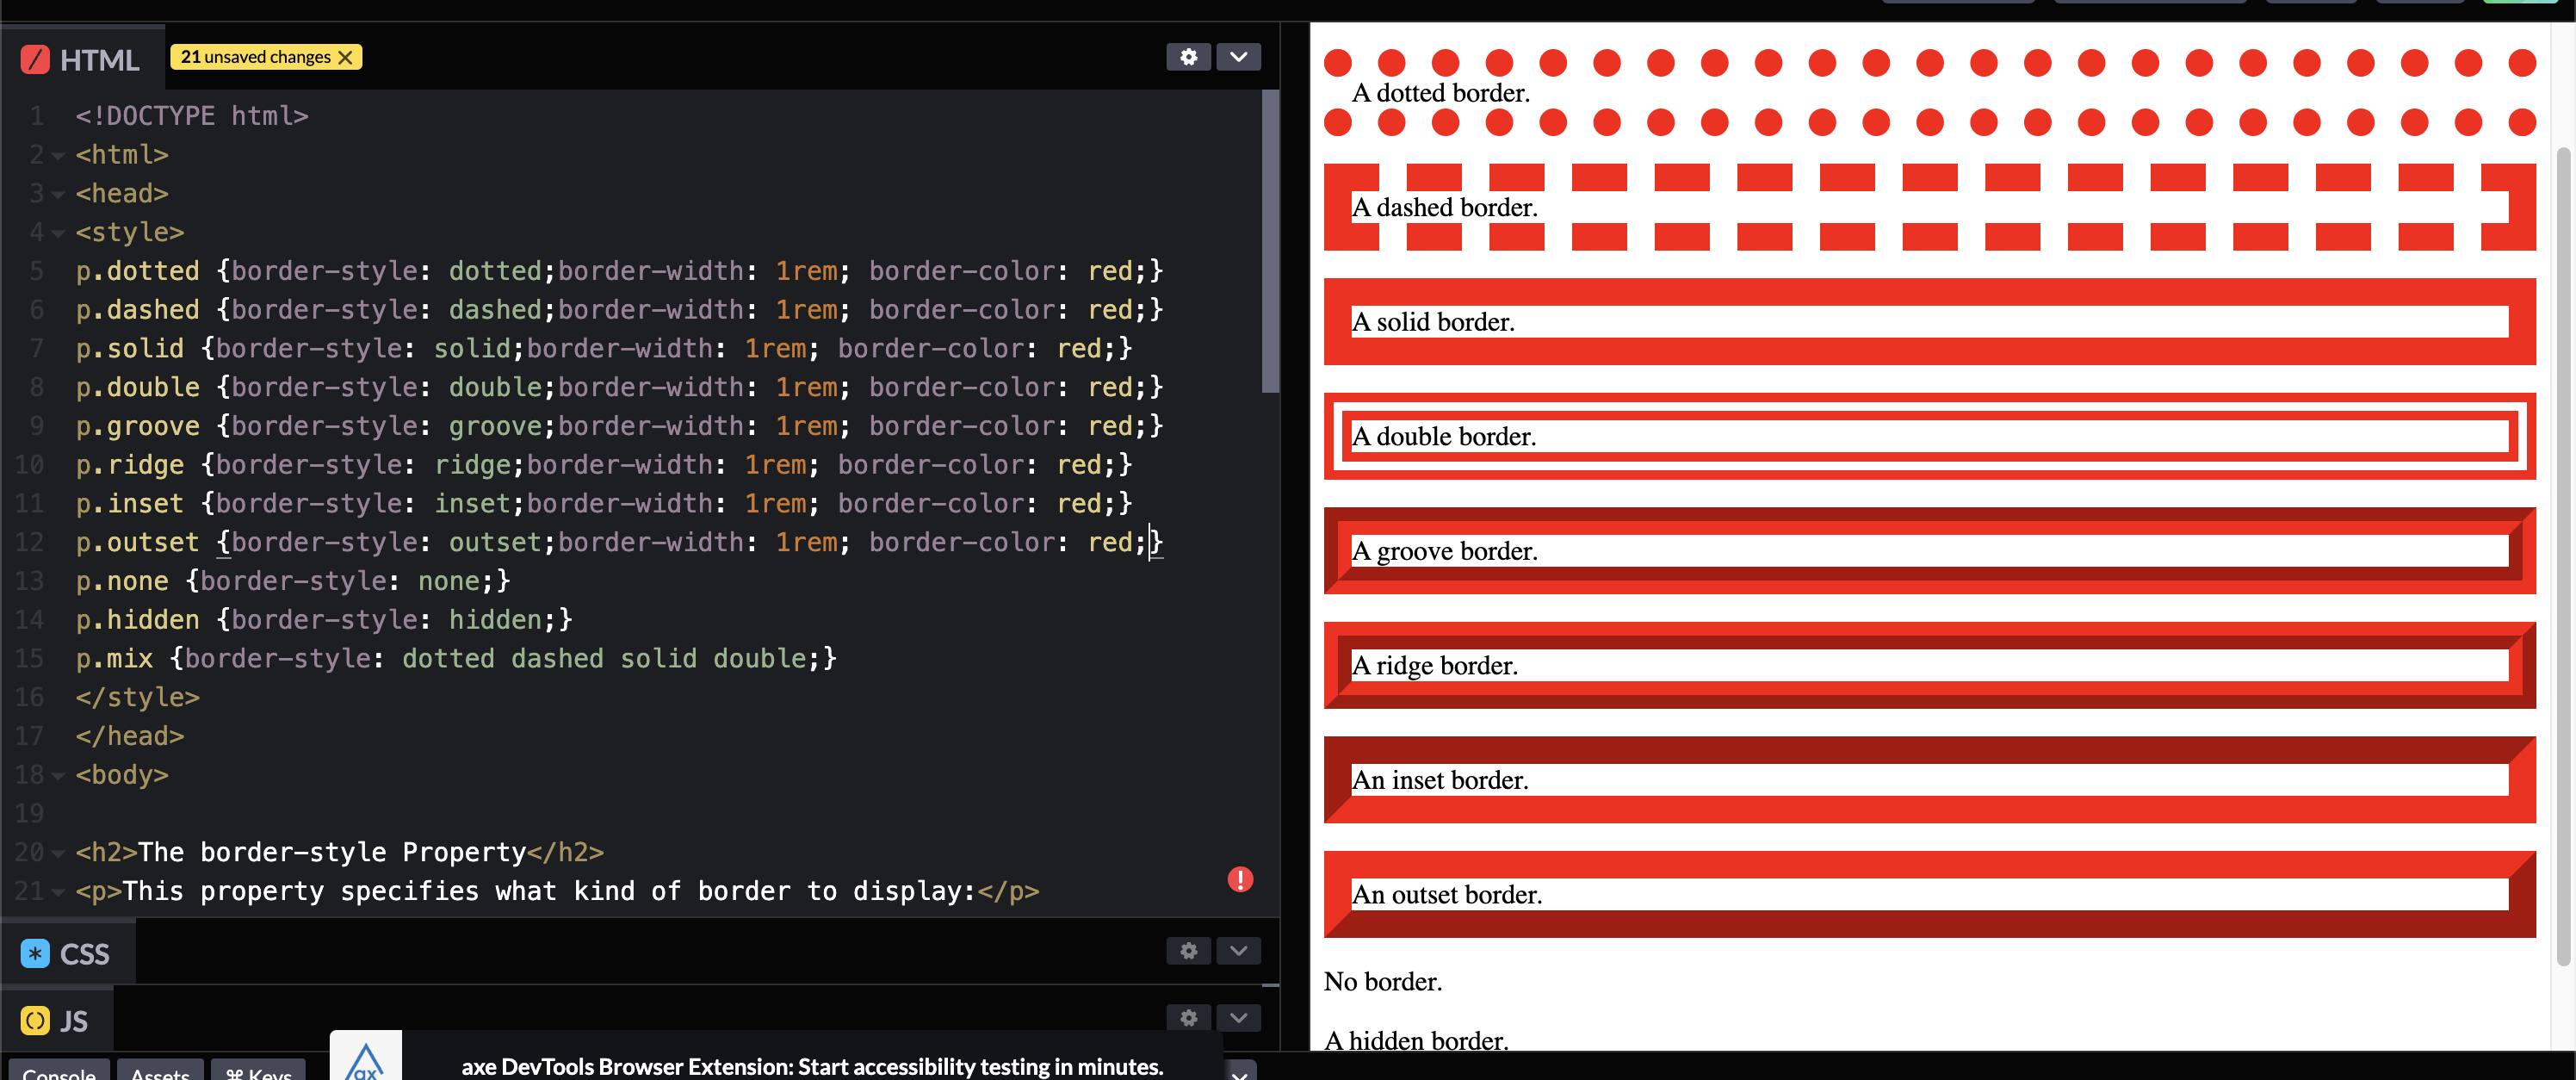 HTML
21 unsaved changes
1 <!DOCTYPE html>
2 <html>
3 <head>
4 <style>
5 p.dotted {border-style: dotted;border-width: 1rem; border-color: red;}
6 p.dashed {border-style: dashed;border-width: 1rem; border-color: red;}
7 p.solid {border-style: solid;border-width: 1rem; border-color: red;}
8 p.double {border-style: double;border-width: 1rem; border-color: red;}
9 p.groove {border-style: groove;border-width: 1rem; border-color: red;}
10 p.ridge {border-style: ridge;border-width: 1rem; border-color: red;}
11 p.inset {border-style: inset;border-width: 1rem; border-color: red;}
12 p.outset {border-style: outset;border-width: 1rem; border-color: red;}
13 p.none {border-style: none;}
14 p.hidden {border-style: hidden;}
15 p.mix {border-style: dotted dashed solid double;}
16 </style>
17 </head>
18 <body>
19
20 <h2>The border-style Property</h2>
21 <p>This property specifies what kind of border to display:</p>
CSS
JS
Console Assets ⌘ Keys
ax
axe DevTools Browser Extension: Start accessibility testing in minutes.
A dotted border.
A dashed border.
A solid border.
A double border.
A groove border.
A ridge border.
An inset border.
An outset border.
No border.
A hidden border.